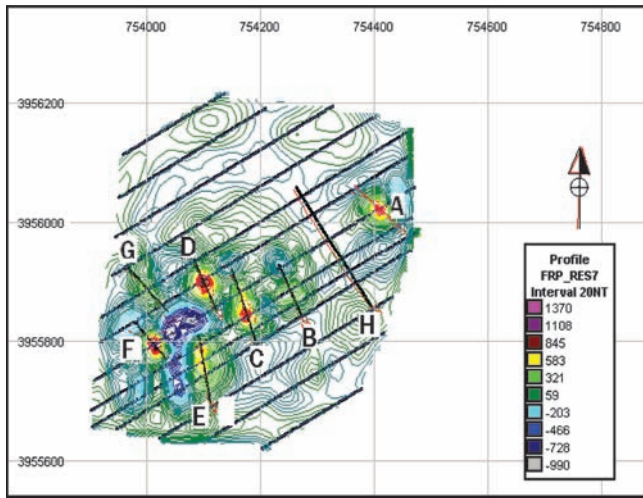 754000 754200 754400 754600 754800
3956200
3956000
3955800
3955600
A
D
G
F
B
H
C
E
Profile
FRP_RES7
Interval 20NT
1370
1108
845
583
321
59
-203
-466
-728
-990